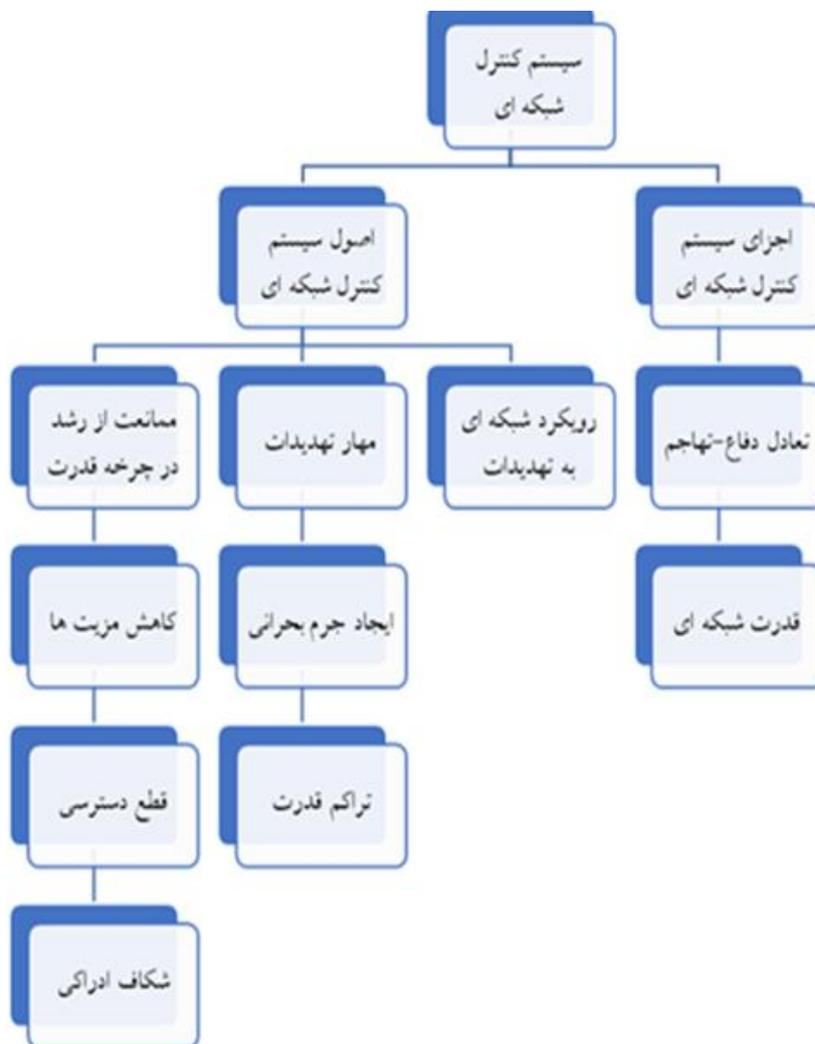 سیستم کنترل
شبکه ای
اجزای سیستم
کنترل شبکه ای
اصول سیستم
کنترل شبکه ای
تعادل دفاع-تهاجم
رویکرد شبکه ای
به تهدیدات
مهار تهدیدات
ممانعت از رشد
در چرخه قدرت
قدرت شبکه ای
ایجاد جرم بحرانی
کاهش مزیت ها
تراکم قدرت
قطع دسترسی
شکاف ادراکی